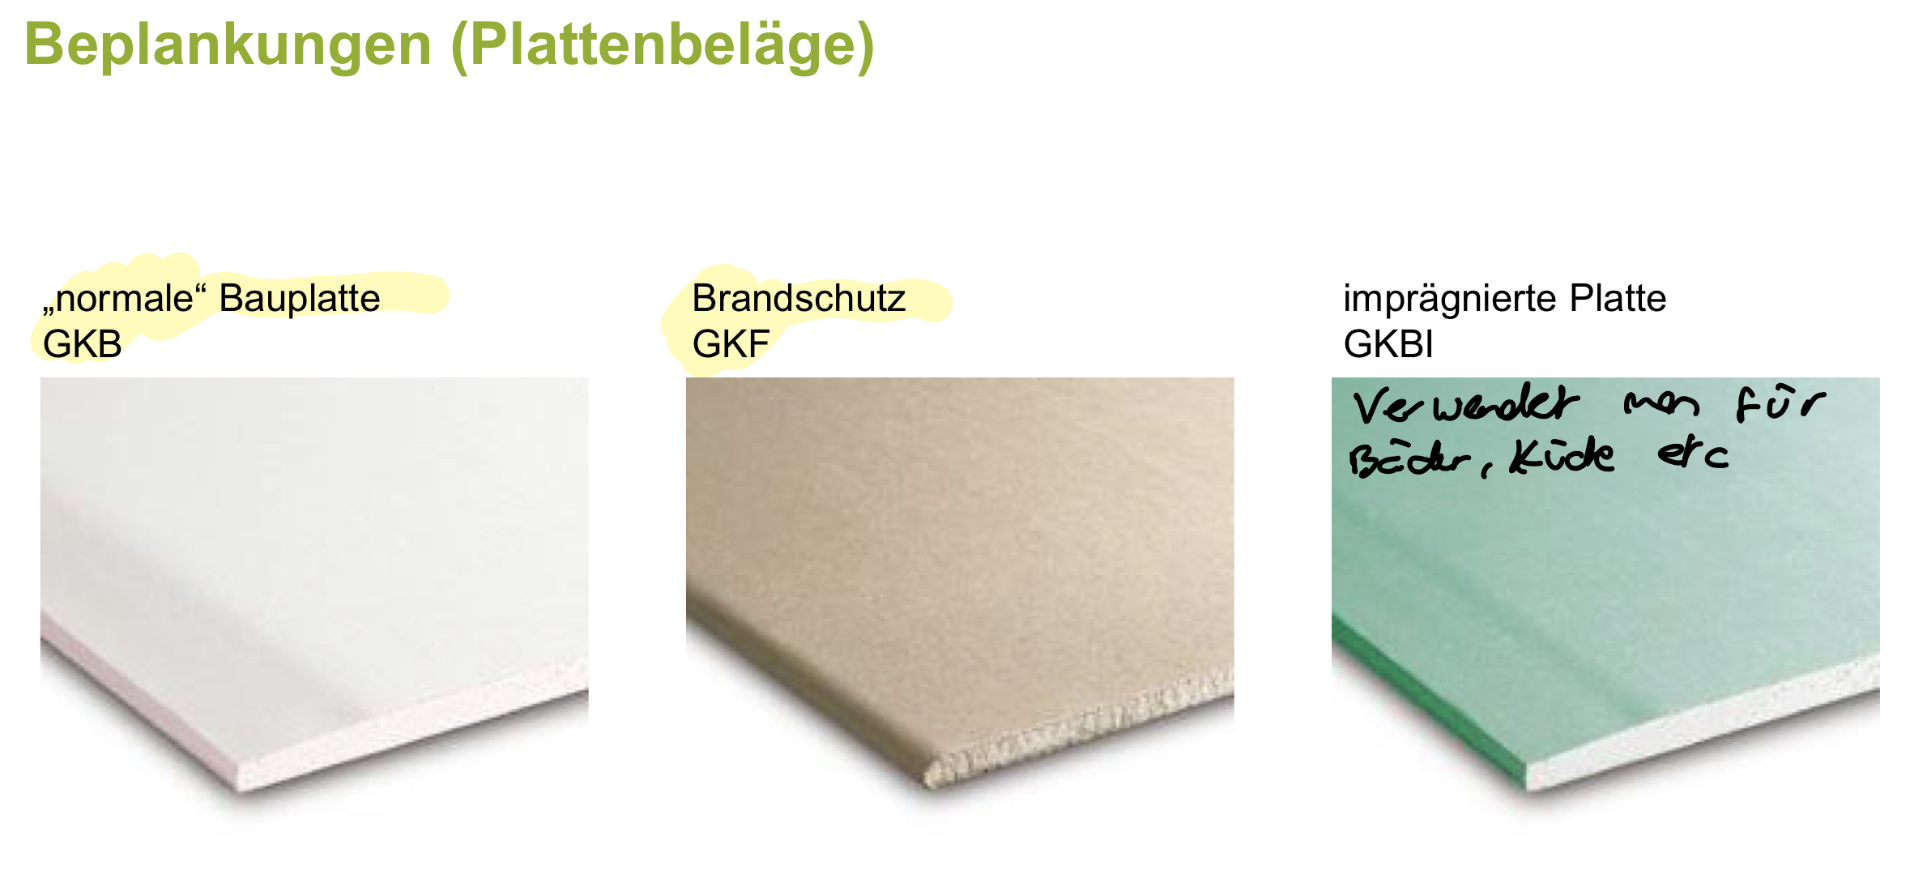 Beplankungen (Plattenbeläge)
„normale“ Bauplatte
GKB
Brandschutz
GKF
imprägnierte Platte
GKBI
Verwendet man für
Bäder, Küche etc